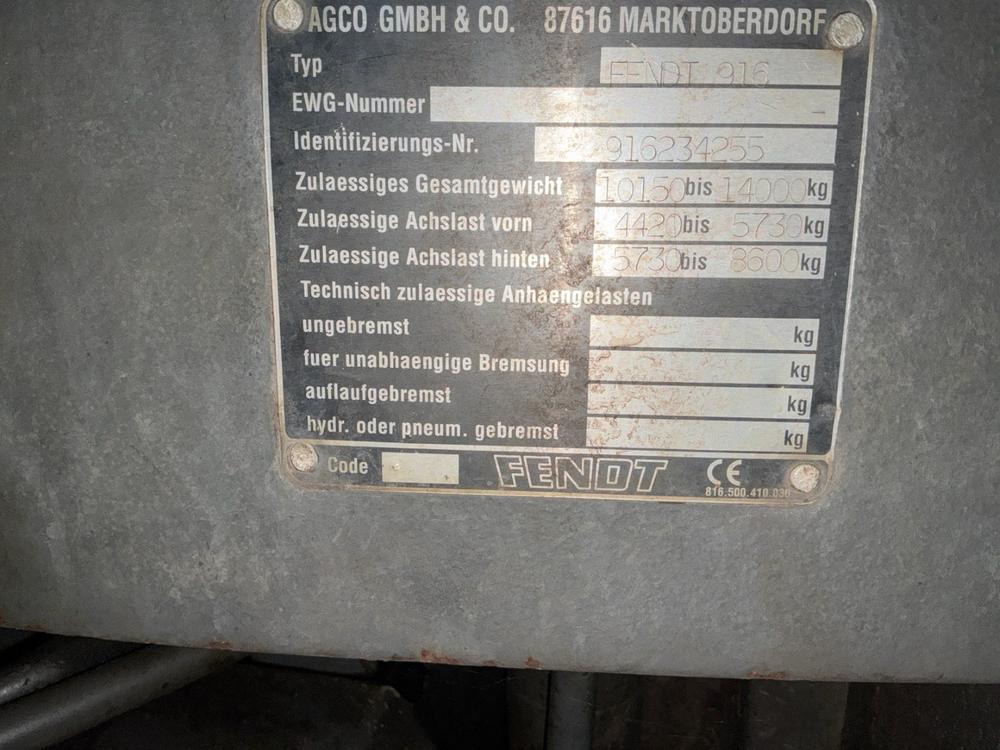 AGCO GMBH & CO. 87616 MARKTOBERDORF
Typ FENDT 916
EWG-Nummer -
Identifizierungs-Nr. 916234255
Zulaessiges Gesamtgewicht 10150 bis 14000 kg
Zulaessige Achslast vorn 4420 bis 5730 kg
Zulaessige Achslast hinten 5730 bis 8600 kg
Technisch zulaessige Anhaengelasten
ungebremst kg
fuer unabhaengige Bremsung kg
auflaufgebremst kg
hydr. oder pneum. gebremst kg
Code FENDT CE
816.500.410.030